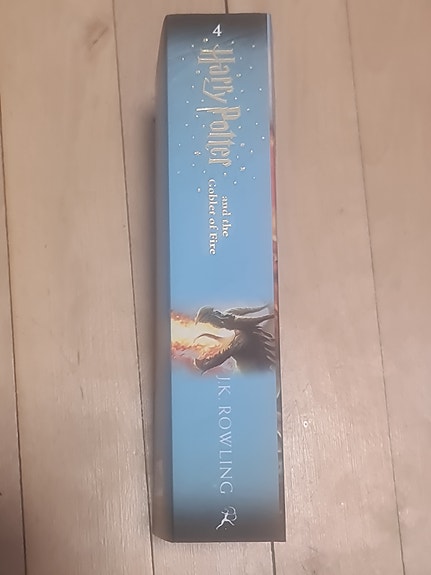 4
Harry Potter
and the
Goblet of Fire
J.K. ROWLING